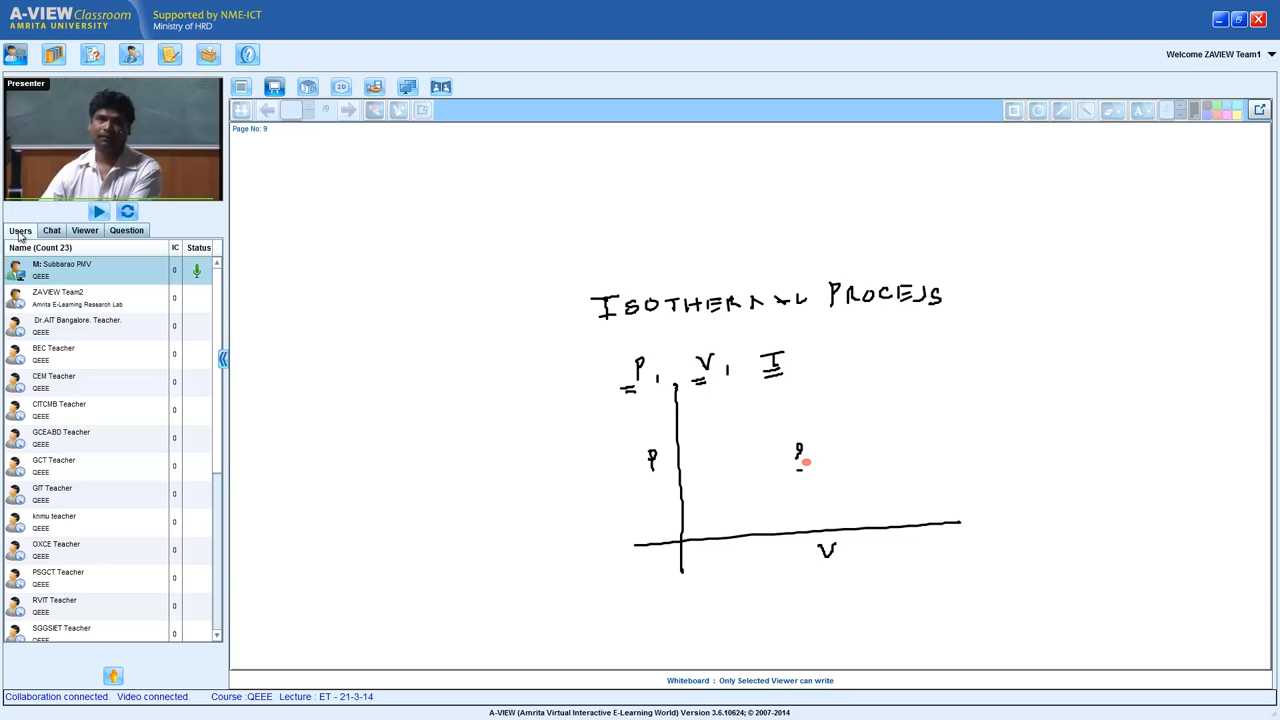 A-VIEW Classroom
AMRITA UNIVERSITY
Supported by NME-ICT
Ministry of HRD
Welcome ZAVIEW Team1
Presenter
Page No: 9
Users Chat Viewer Question
Name (Count 23) IC Status
M: Subbarao PMV
QEEE
0
ZAVIEW Team2
Amrita E-Learning Research Lab
0
Dr.AIT Bangalore. Teacher.
QEEE
0
BEC Teacher
QEEE
0
CEM Teacher
QEEE
0
CITCMB Teacher
QEEE
0
GCEABD Teacher
QEEE
0
GCT Teacher
QEEE
0
GIT Teacher
QEEE
0
knmu teacher
QEEE
0
OXCE Teacher
QEEE
0
PSGCT Teacher
QEEE
0
RVIT Teacher
QEEE
0
SGGSIET Teacher
QEEE
0
/9
2D
ISOTHERMAL PROCESS
P, V, T
P
V
Whiteboard : Only Selected Viewer can write
Collaboration connected. Video connected. Course :QEEE Lecture : ET - 21-3-14
A-VIEW (Amrita Virtual Interactive E-Learning World) Version 3.6.10624; © 2007-2014